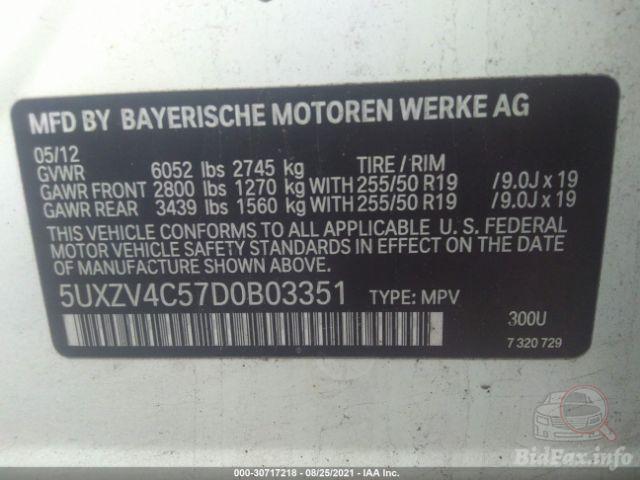 MFD BY BAYERISCHE MOTOREN WERKE AG
05/12
GVWR 6052 lbs 2745 kg TIRE / RIM
GAWR FRONT 2800 lbs 1270 kg WITH 255/50 R19 /9.0J x 19
GAWR REAR 3439 lbs 1560 kg WITH 255/50 R19 /9.0J x 19
THIS VEHICLE CONFORMS TO ALL APPLICABLE U. S. FEDERAL
MOTOR VEHICLE SAFETY STANDARDS IN EFFECT ON THE DATE
OF MANUFACTURE SHOWN ABOVE.
5UXZV4C57D0B03351 TYPE: MPV
300U
7 320 729
BidFax.info
000-30717218 - 08/25/2021 - IAA Inc.